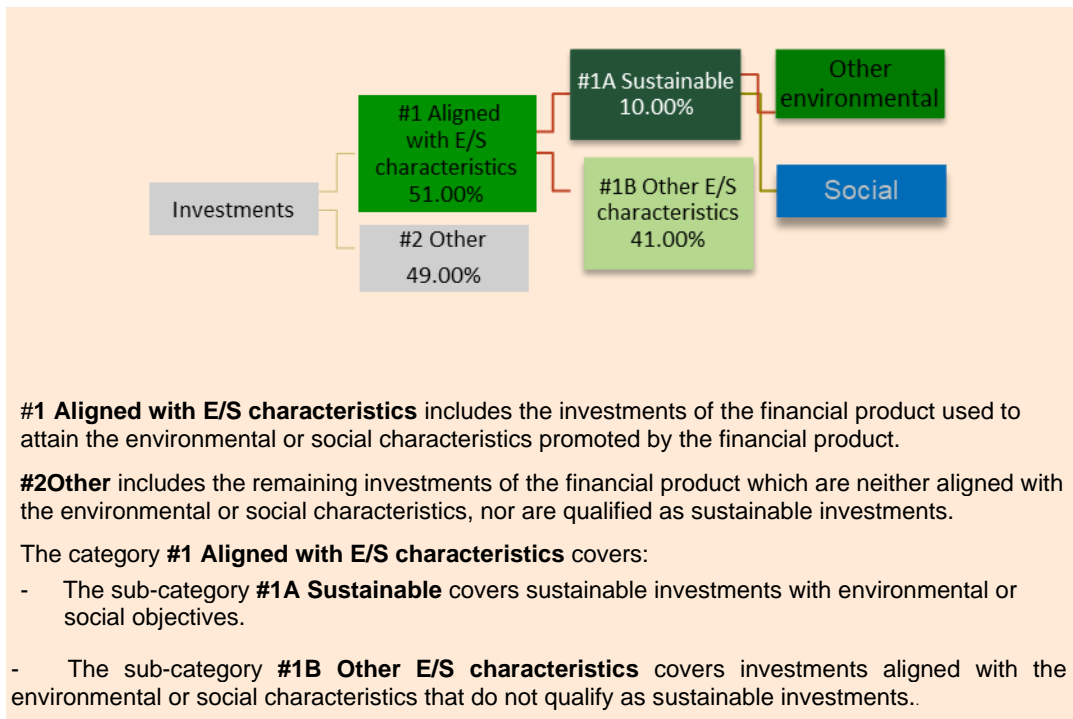 Investments
#1 Aligned
with E/S
characteristics
51.00%
#2 Other
49.00%
#1A Sustainable
10.00%
#1B Other E/S
characteristics
41.00%
Other
environmental
Social
#1 Aligned with E/S characteristics includes the investments of the financial product used to
attain the environmental or social characteristics promoted by the financial product.
#2Other includes the remaining investments of the financial product which are neither aligned with
the environmental or social characteristics, nor are qualified as sustainable investments.
The category #1 Aligned with E/S characteristics covers:
- The sub-category #1A Sustainable covers sustainable investments with environmental or
social objectives.
- The sub-category #1B Other E/S characteristics covers investments aligned with the
environmental or social characteristics that do not qualify as sustainable investments..